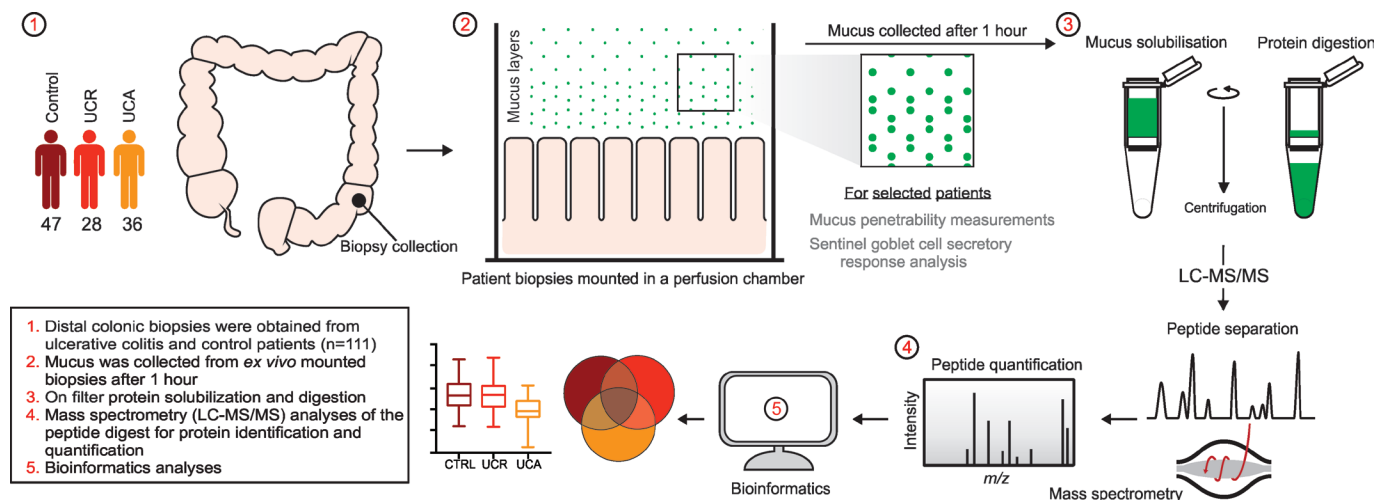 1
Control
UCR
UCA
47
28
36
Biopsy collection
2
Mucus layers
Patient biopsies mounted in a perfusion chamber
Mucus collected after 1 hour
For selected patients
Mucus penetrability measurements
Sentinel goblet cell secretory
response analysis
3
Mucus solubilisation
Protein digestion
Centrifugation
LC-MS/MS
Peptide separation
Mass spectrometry
4
Peptide quantification
Intensity
m/z
5
Bioinformatics
CTRL
UCR
UCA
1. Distal colonic biopsies were obtained from
ulcerative colitis and control patients (n=111)
2. Mucus was collected from ex vivo mounted
biopsies after 1 hour
3. On filter protein solubilization and digestion
4. Mass spectrometry (LC-MS/MS) analyses of the
peptide digest for protein identification and
quantification
5. Bioinformatics analyses